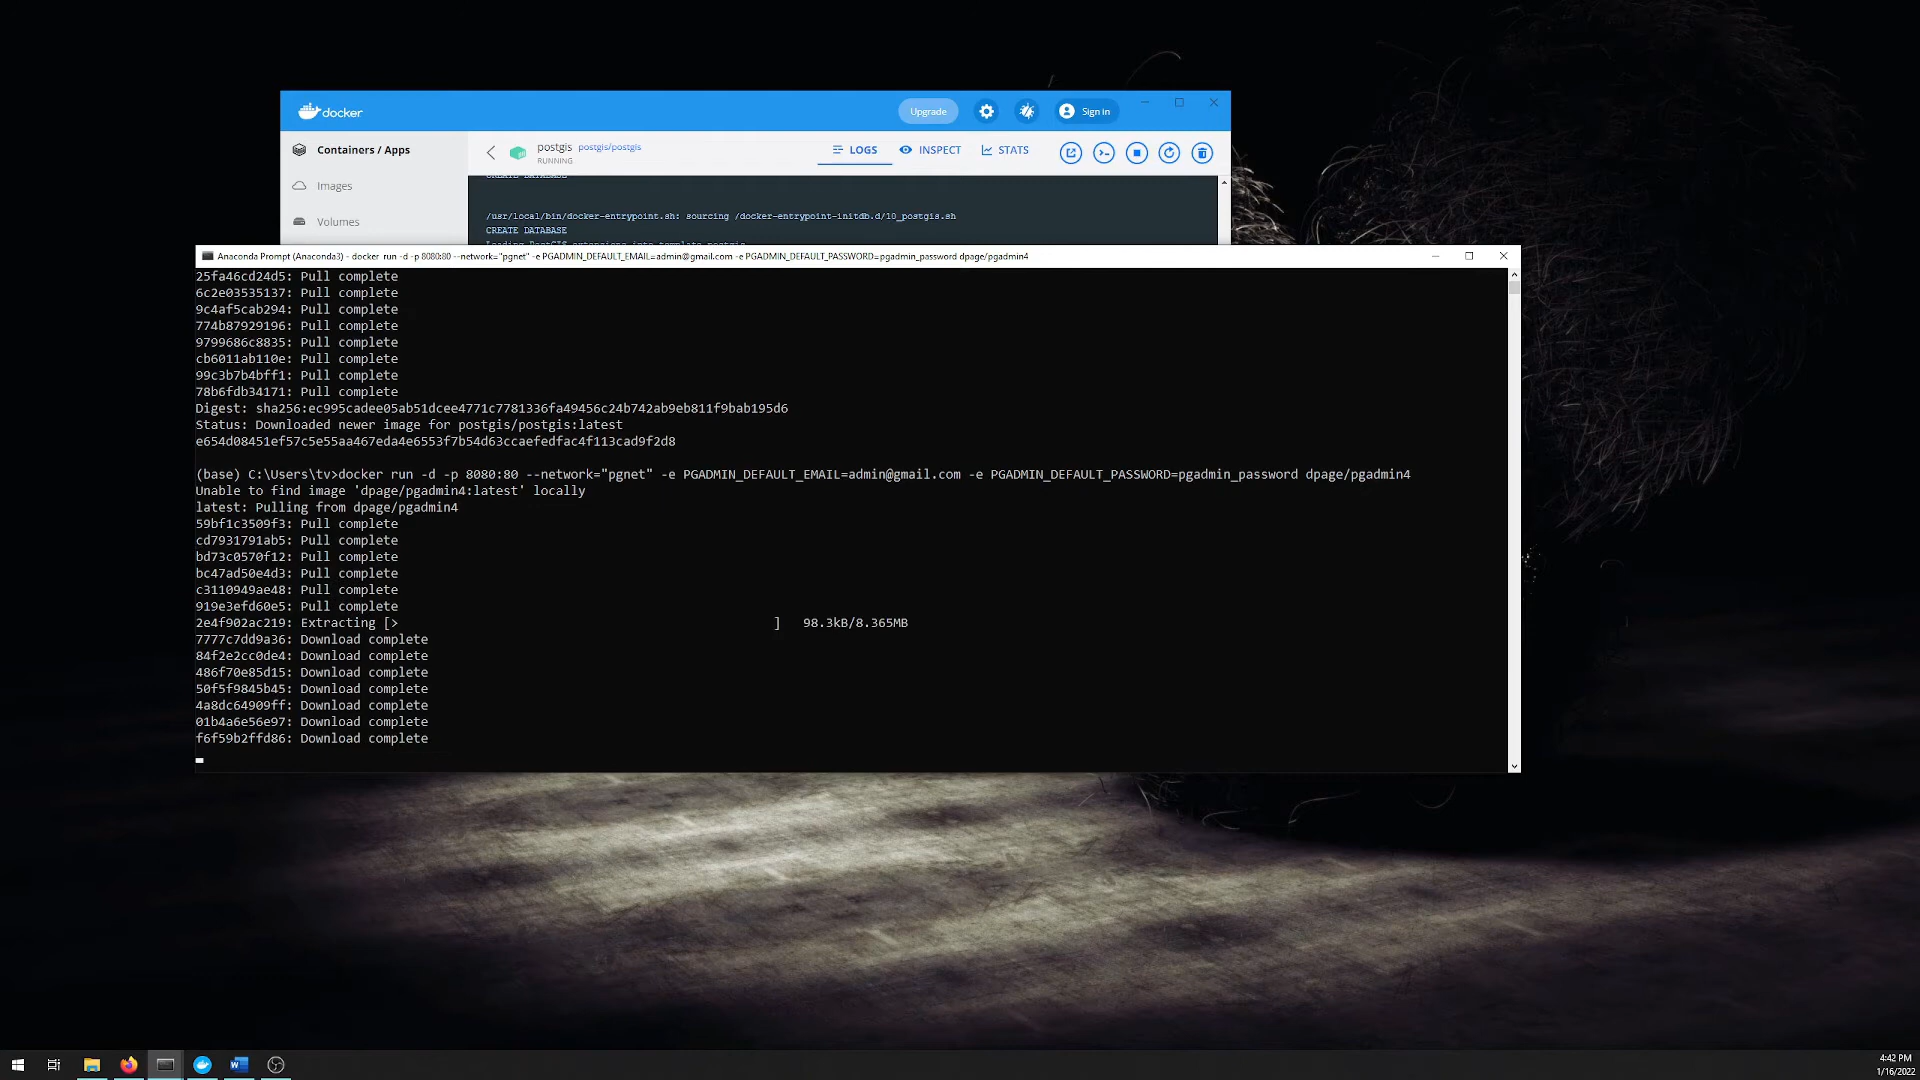 docker
Upgrade
Sign in
Containers / Apps
Images
Volumes
postgis postgis/postgis
RUNNING
LOGS
INSPECT
STATS
CREATE DATABASE
/usr/local/bin/docker-entrypoint.sh: sourcing /docker-entrypoint-initdb.d/10_postgis.sh
CREATE DATABASE
Loading PostGIS extensions into template_postgis
Anaconda Prompt (Anaconda3) - docker run -d -p 8080:80 --network="pgnet" -e PGADMIN_DEFAULT_EMAIL=admin@gmail.com -e PGADMIN_DEFAULT_PASSWORD=pgadmin_password dpage/pgadmin4
25fa46cd24d5: Pull complete
6c2e03535137: Pull complete
9c4af5cab294: Pull complete
774b87929196: Pull complete
9799686c8835: Pull complete
cb6011ab110e: Pull complete
99c3b7b4bff1: Pull complete
78b6fdb34171: Pull complete
Digest: sha256:ec995cadee05ab51dcee4771c7781336fa49456c24b742ab9eb811f9bab195d6
Status: Downloaded newer image for postgis/postgis:latest
e654d08451ef57c5e55aa467eda4e6553f7b54d63ccaefedfac4f113cad9f2d8
(base) C:\Users\tv>docker run -d -p 8080:80 --network="pgnet" -e PGADMIN_DEFAULT_EMAIL=admin@gmail.com -e PGADMIN_DEFAULT_PASSWORD=pgadmin_password dpage/pgadmin4
Unable to find image 'dpage/pgadmin4:latest' locally
latest: Pulling from dpage/pgadmin4
59bf1c3509f3: Pull complete
cd7931791ab5: Pull complete
bd73c0570f12: Pull complete
bc47ad50e4d3: Pull complete
c3110949ae48: Pull complete
919e3efd60e5: Pull complete
2e4f902ac219: Extracting [> ] 98.3kB/8.365MB
7777c7dd9a36: Download complete
84f2e2cc0de4: Download complete
486f70e85d15: Download complete
50f5f9845b45: Download complete
4a8dc64909ff: Download complete
01b4a6e56e97: Download complete
f6f59b2ffd86: Download complete
4:42 PM
1/16/2022